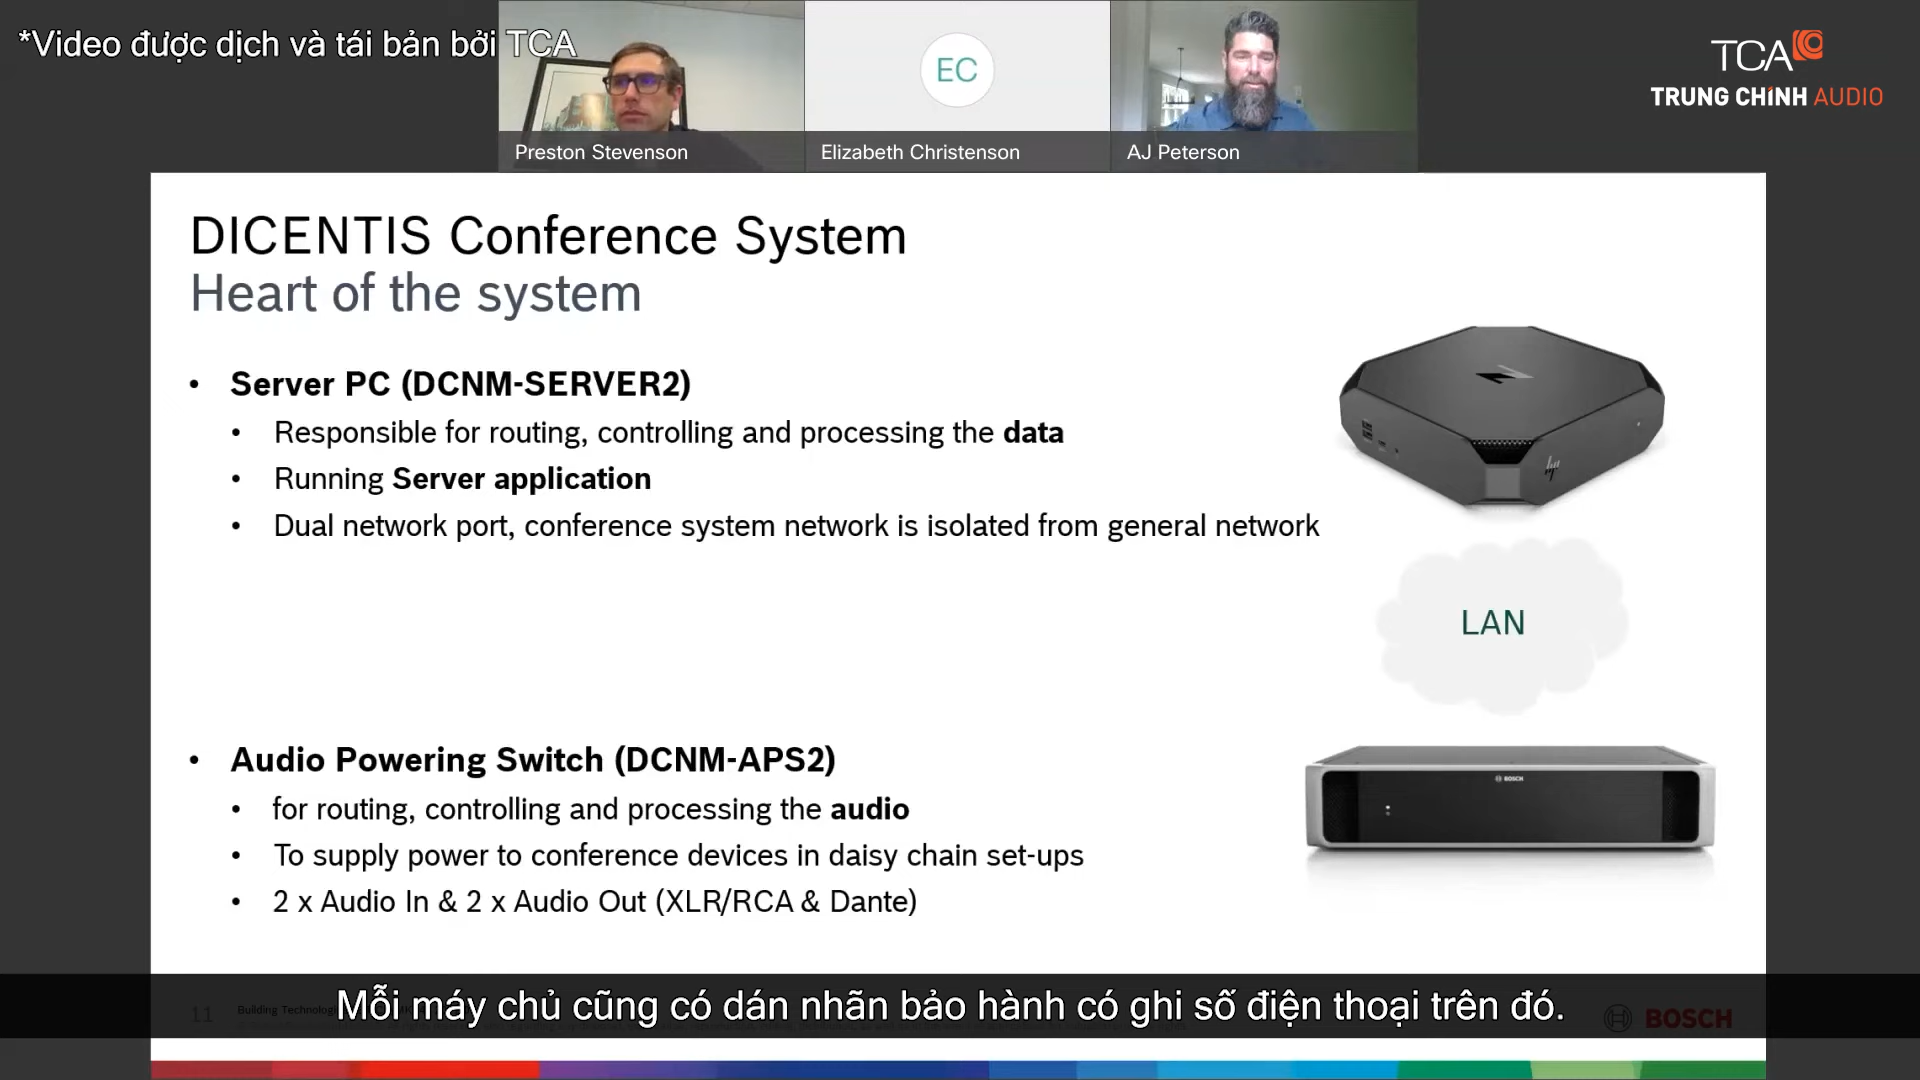 *Video được dịch và tái bản bởi TCA
TCA
TRUNG CHÍNH AUDIO
EC
Preston Stevenson
Elizabeth Christenson
AJ Peterson
DICENTIS Conference System
Heart of the system
• Server PC (DCNM-SERVER2)
• Responsible for routing, controlling and processing the data
• Running Server application
• Dual network port, conference system network is isolated from general network
LAN
• Audio Powering Switch (DCNM-APS2)
• for routing, controlling and processing the audio
• To supply power to conference devices in daisy chain set-ups
• 2 x Audio In & 2 x Audio Out (XLR/RCA & Dante)
BOSCH
11
Building
Mỗi máy chủ cũng có dán nhãn bảo hành có ghi số điện thoại trên đó.
BOSCH